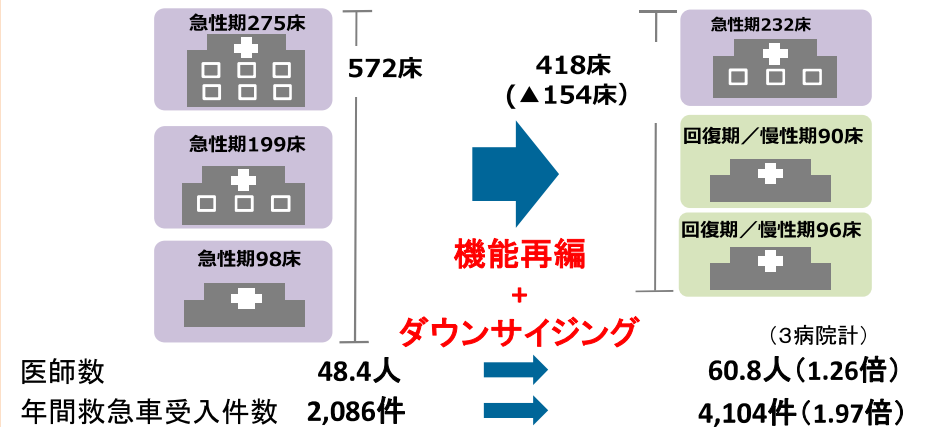 急性期275床
572床
急性期199床
急性期98床
418床
(▲154床)
機能再編
+
ダウンサイジング
急性期232床
回復期／慢性期90床
回復期／慢性期96床
（３病院計）
医師数 48.4人 60.8人（1.26倍）
年間救急車受入件数 2,086件 4,104件（1.97倍）